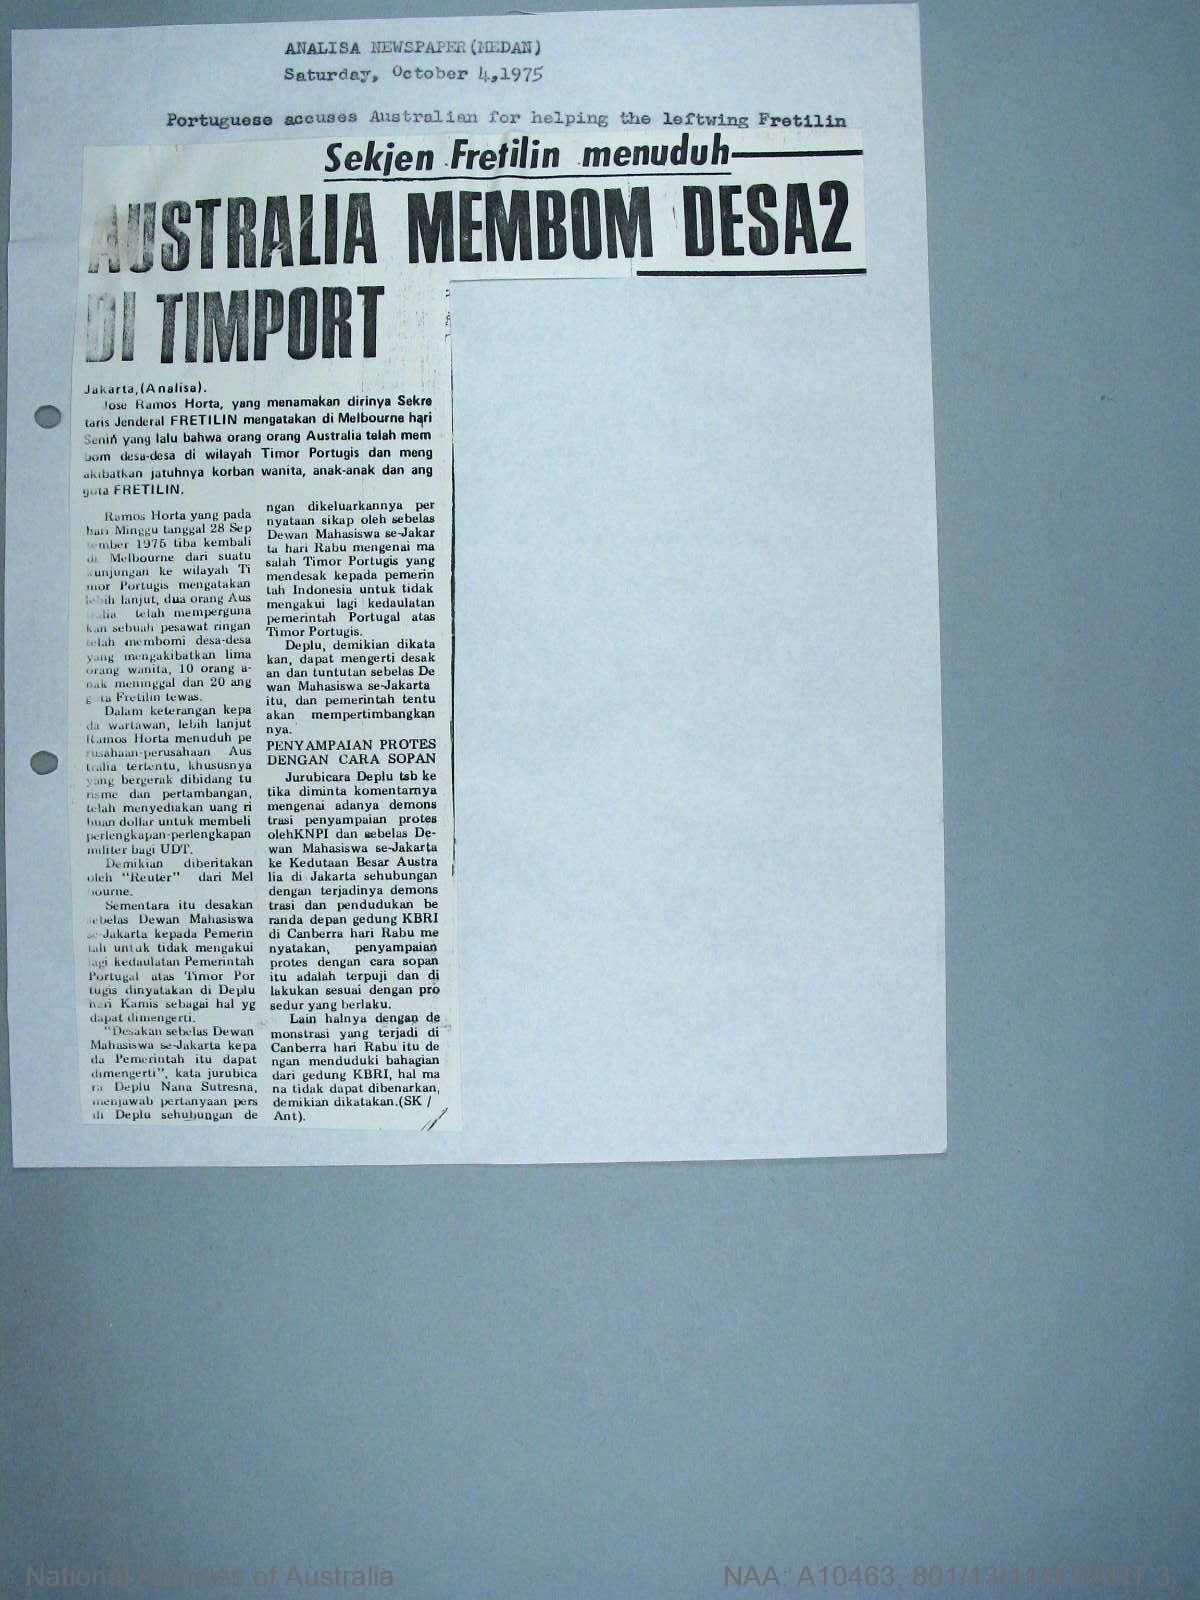 ANALISA NEWSPAPER(MEDAN)
Saturday, October 4,1975
Portuguese accuses Australian for helping the leftwing Fretilin
Sekjen Fretilin menuduh
AUSTRALIA MEMBOM DESA2
DI TIMPORT
Jakarta,(Analisa).
Jose Ramos Horta, yang menamakan dirinya Sekre
taris Jenderal FRETILIN mengatakan di Melbourne hari
Senin yang lalu bahwa orang orang Australia telah mem
bom desa-desa di wilayah Timor Portugis dan meng
akibatkan jatuhnya korban wanita, anak-anak dan ang
gota FRETILIN.
Ramos Horta yang pada
hari Minggu tanggal 28 Sep
tember 1975 tiba kembali
di Melbourne dari suatu
kunjungan ke wilayah Ti
mor Portugis mengatakan
lebih lanjut, dua orang Aus
tralia telah memperguna
kan sebuah pesawat ringan
telah membomi desa-desa
yang mengakibatkan lima
orang wanita, 10 orang a-
nak meninggal dan 20 ang
gota Fretilin tewas.
Dalam keterangan kepa
da wartawan, lebih lanjut
Ramos Horta menuduh pe
rusahaan-perusahaan Aus
tralia tertentu, khususnya
yang bergerak dibidang tu
risme dan pertambangan,
telah menyediakan uang ri
buan dollar untuk membeli
perlengkapan-perlengkapan
militer bagi UDT.
Demikian diberitakan
oleh "Reuter" dari Mel
bourne.
Sementara itu desakan
sebelas Dewan Mahasiswa
se-Jakarta kepada Pemerin
tah untuk tidak mengakui
lagi kedaulatan Pemerintah
Portugal atas Timor Por
tugis dinyatakan di Deplu
hari Kamis sebagai hal yg
dapat dimengerti.
"Desakan sebelas Dewan
Mahasiswa se-Jakarta kepa
da Pemerintah itu dapat
dimengerti", kata jurubica
ra Deplu Nana Sutresna,
menjawab pertanyaan pers
di Deplu sehubungan de
ngan dikeluarkannya per
nyataan sikap oleh sebelas
Dewan Mahasiswa se-Jakar
ta hari Rabu mengenai ma
salah Timor Portugis yang
mendesak kepada pemerin
tah Indonesia untuk tidak
mengakui lagi kedaulatan
pemerintah Portugal atas
Timor Portugis.
Deplu, demikian dikata
kan, dapat mengerti desak
an dan tuntutan sebelas De
wan Mahasiswa se-Jakarta
itu, dan pemerintah tentu
akan mempertimbangkan
nya.
PENYAMPAIAN PROTES
DENGAN CARA SOPAN
Jurubicara Deplu tsb ke
tika diminta komentarnya
mengenai adanya demons
trasi penyampaian protes
olehKNPI dan sebelas De-
wan Mahasiswa se-Jakarta
ke Kedutaan Besar Austra
lia di Jakarta sehubungan
dengan terjadinya demons
trasi dan pendudukan be
randa depan gedung KBRI
di Canberra hari Rabu me
nyatakan, penyampaian
protes dengan cara sopan
itu adalah terpuji dan di
lakukan sesuai dengan pro
sedur yang berlaku.
Lain halnya dengan de
monstrasi yang terjadi di
Canberra hari Rabu itu de
ngan menduduki bahagian
dari gedung KBRI, hal ma
na tidak dapat dibenarkan,
demikian dikatakan.(SK /
Ant).
National Archives of Australia
NAA: A10463, 801/13/11/2 PART 3